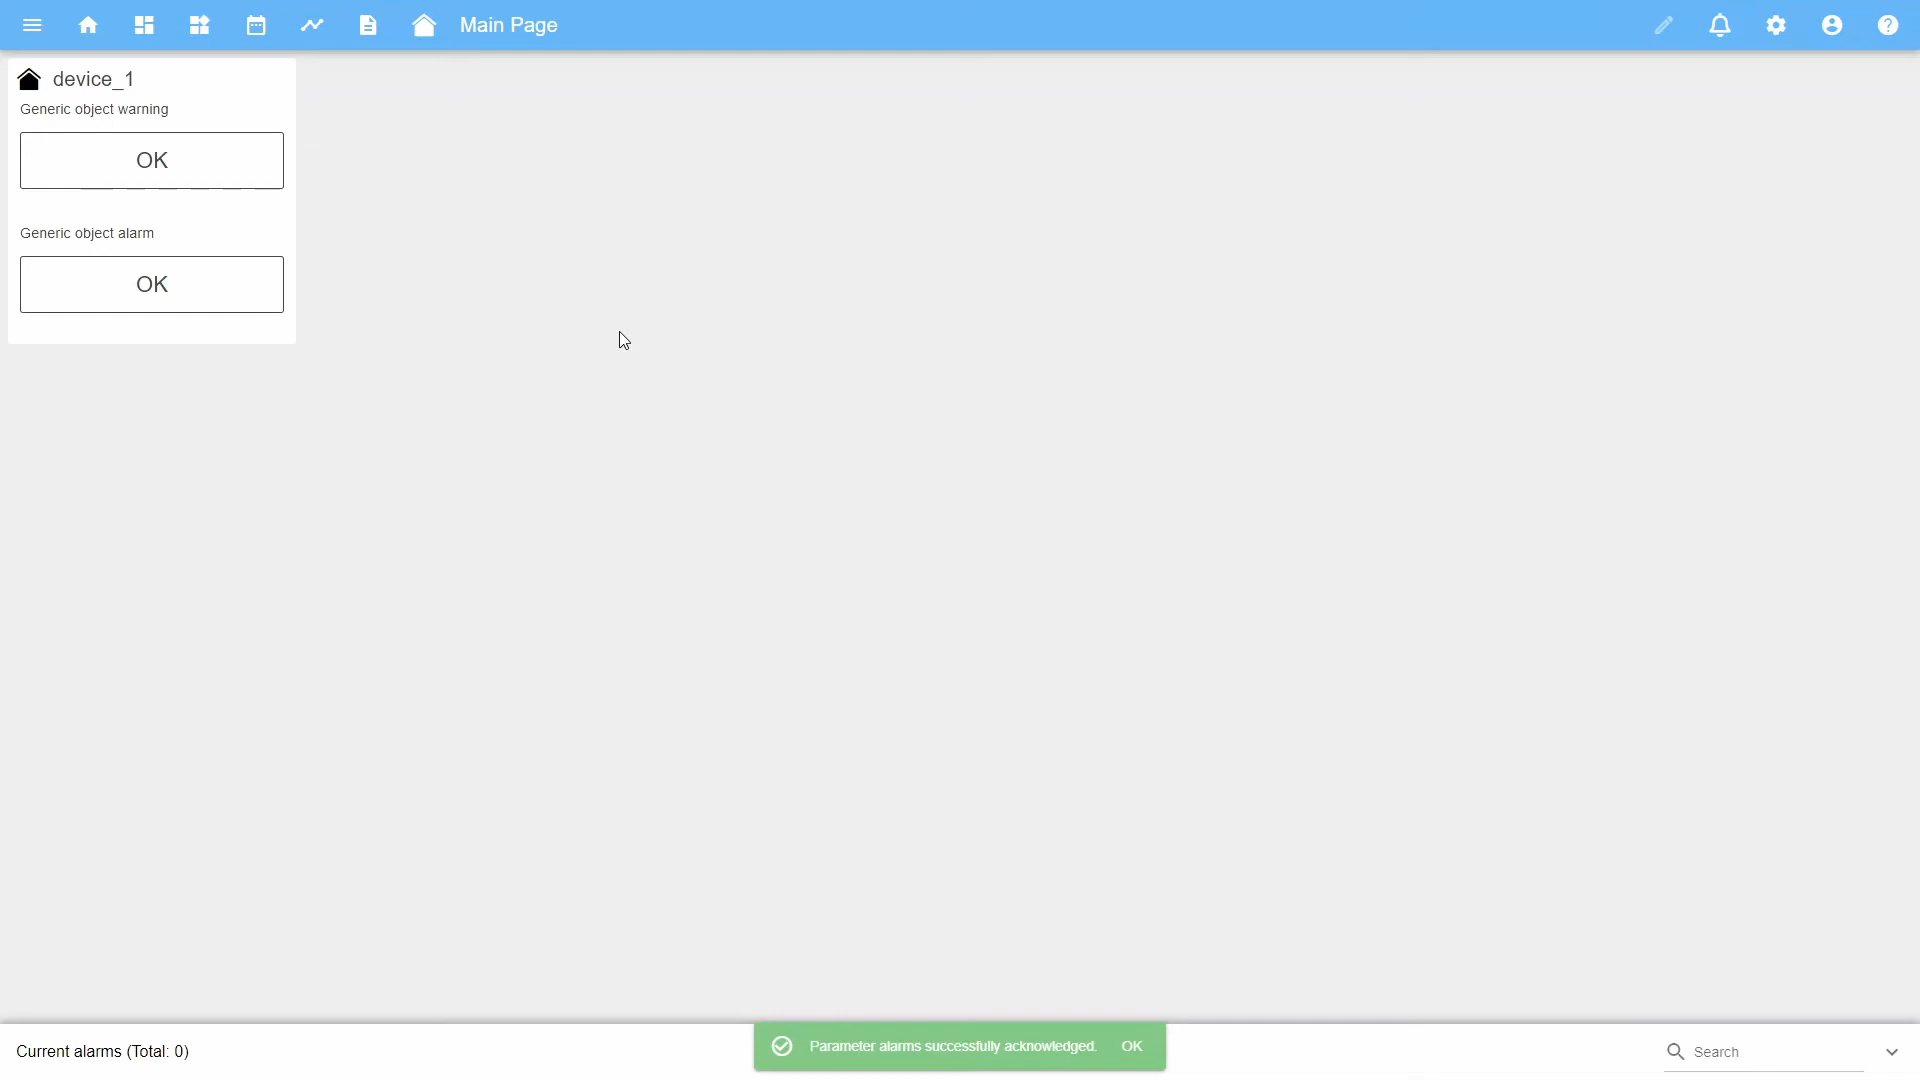 Main Page
device_1
Generic object warning
OK
Generic object alarm
OK
Current alarms (Total: 0)
Parameter alarms successfully acknowledged. OK
Search